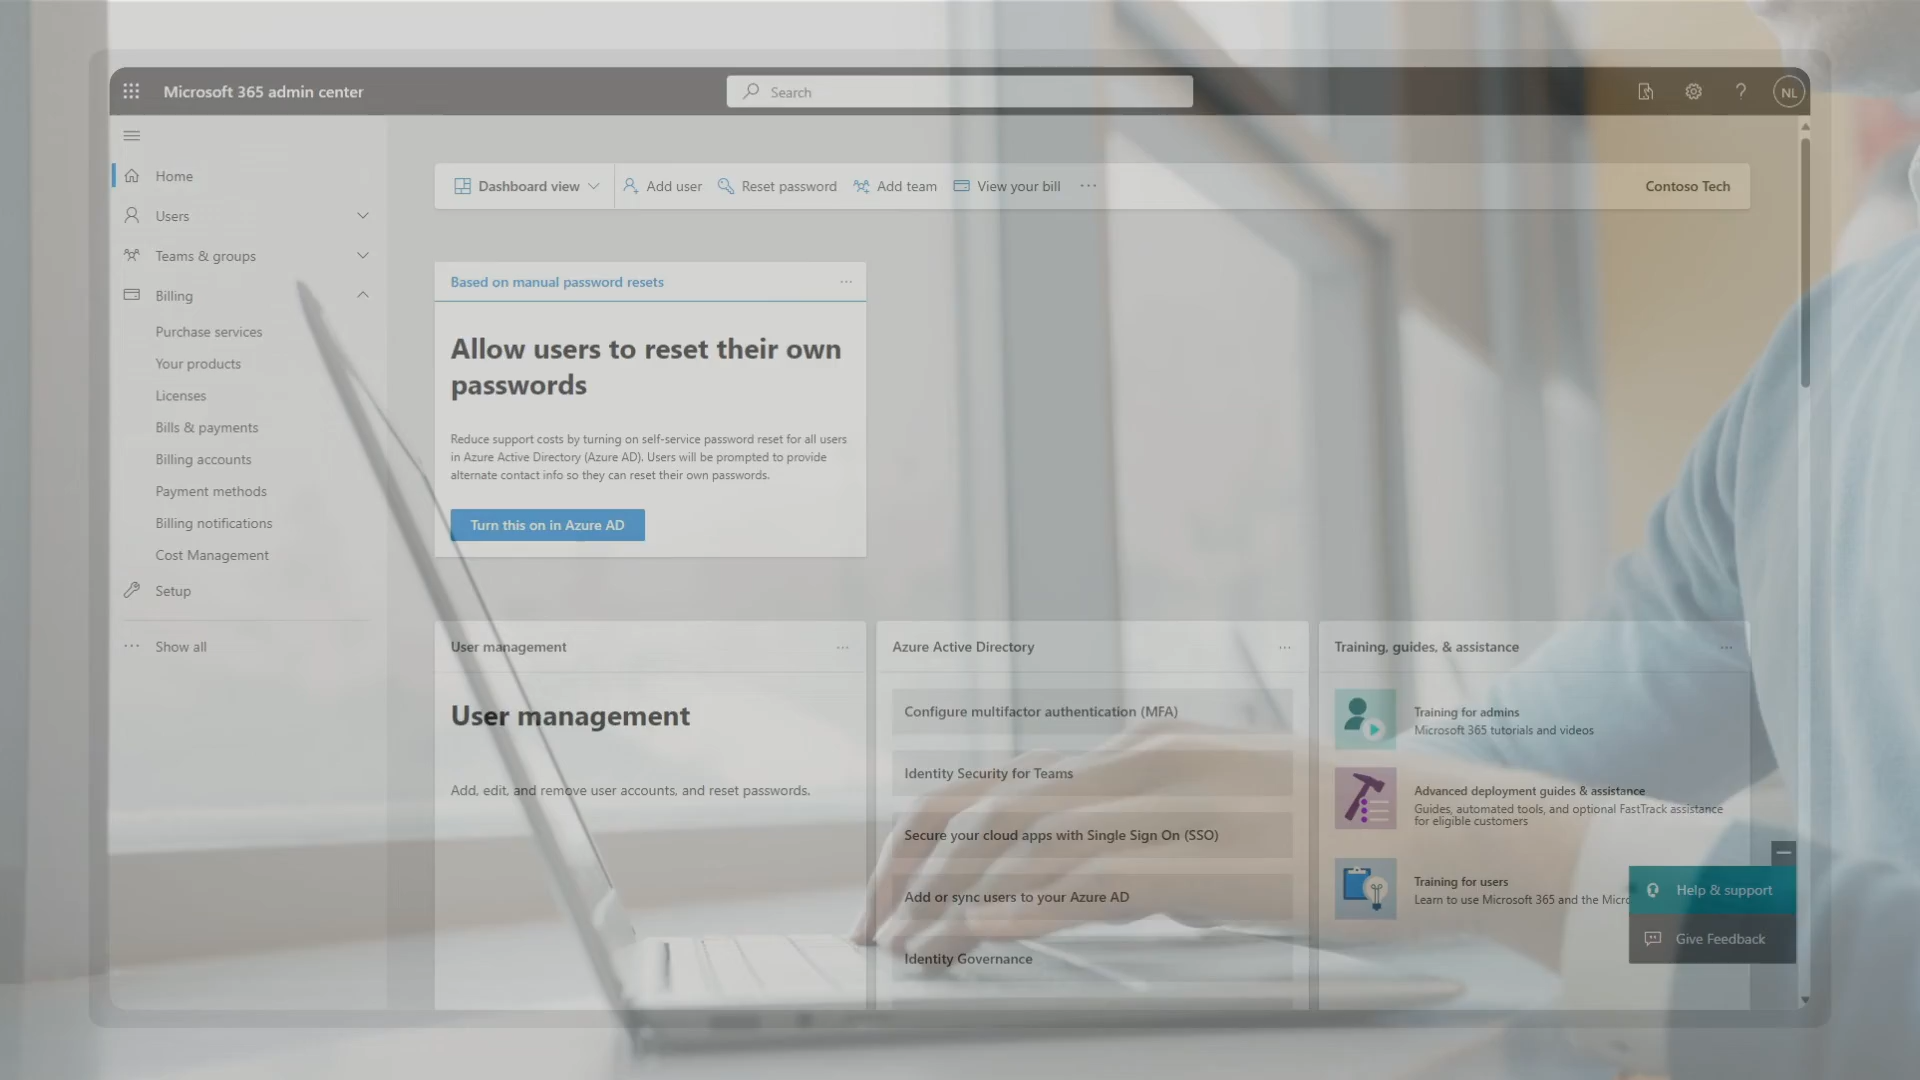 Microsoft 365 admin center
Search
NL
Home
Users
Teams & groups
Billing
Purchase services
Your products
Licenses
Bills & payments
Billing accounts
Payment methods
Billing notifications
Cost Management
Setup
Show all
Dashboard view
Add user
Reset password
Add team
View your bill
Contoso Tech
Based on manual password resets
Allow users to reset their own
passwords
Reduce support costs by turning on self-service password reset for all users
in Azure Active Directory (Azure AD). Users will be prompted to provide
alternate contact info so they can reset their own passwords.
Turn this on in Azure AD
User management
User management
Add, edit, and remove user accounts, and reset passwords.
Azure Active Directory
Configure multifactor authentication (MFA)
Identity Security for Teams
Secure your cloud apps with Single Sign On (SSO)
Add or sync users to your Azure AD
Identity Governance
Training, guides, & assistance
Training for admins
Microsoft 365 tutorials and videos
Advanced deployment guides & assistance
Guides, automated tools, and optional FastTrack assistance
for eligible customers
Training for users
Learn to use Microsoft 365 and the Micro
Help & support
Give Feedback